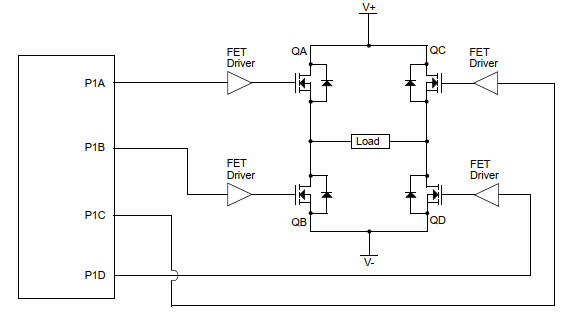 V+
QA
QC
FET
Driver
FET
Driver
P1A
P1B
Load
FET
Driver
FET
Driver
P1C
QB
QD
V-
P1D